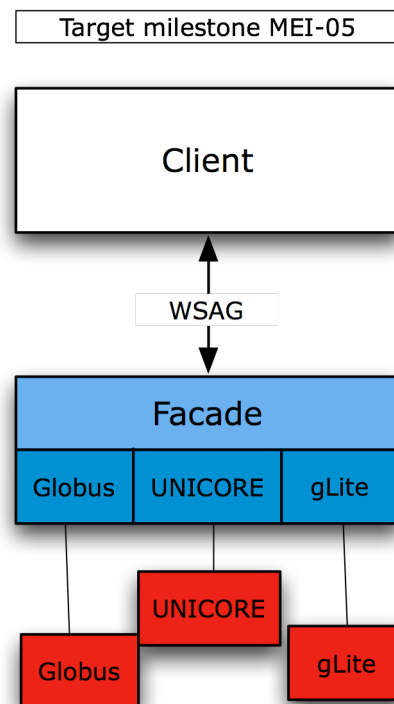 Target milestone MEI-05
Client
WSAG
Facade
Globus UNICORE gLite
UNICORE
Globus
gLite